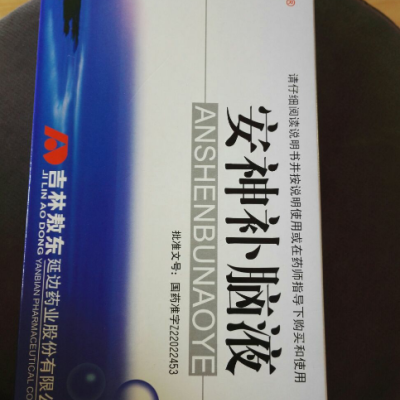 ®
请仔细阅读说明书并按说明使用或在药师指导下购买和使用
安神补脑液
ANSHENBUNAOYE
批准文号：国药准字Z22022453
吉林敖东
延边药业股份有限
JI LIN AO DONG
YANBIAN PHARMACEUTICAL CO